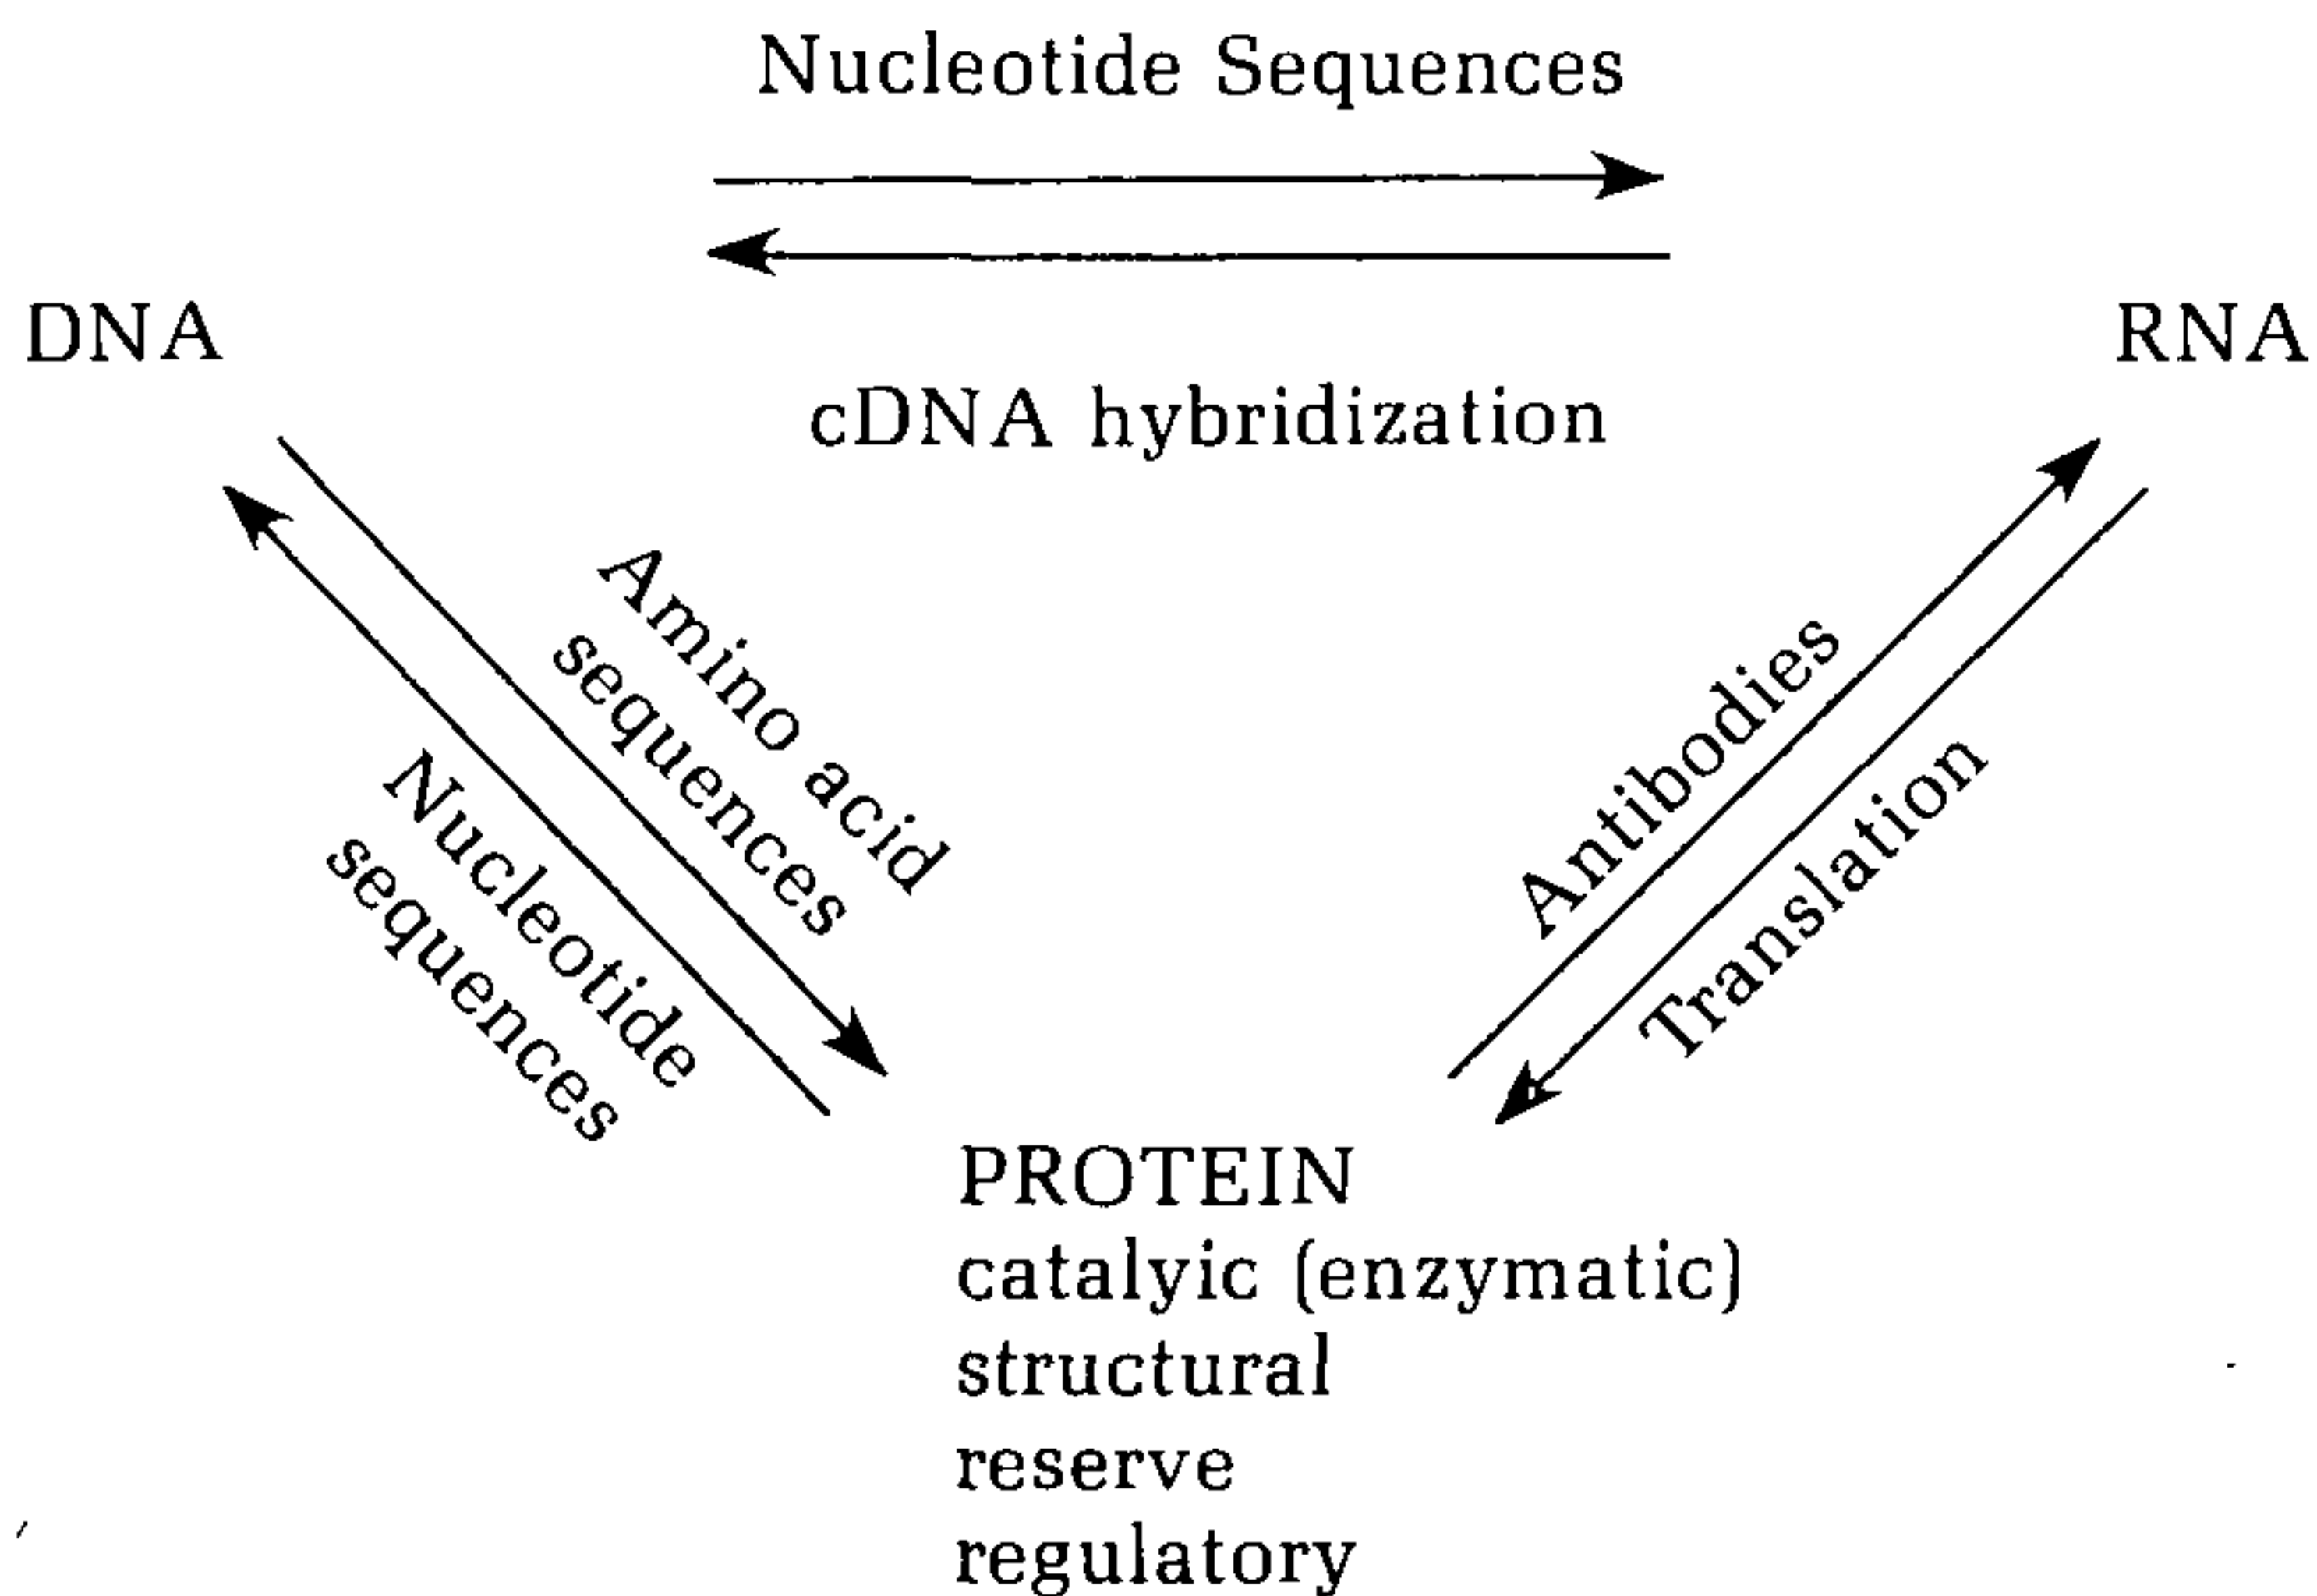 Nucleotide Sequences
DNA
RNA
cDNA hybridization
Amino acid
sequences
Nucleotide
sequences
Antibodies
Translation
PROTEIN
catalyic (enzymatic)
structural
reserve
regulatory